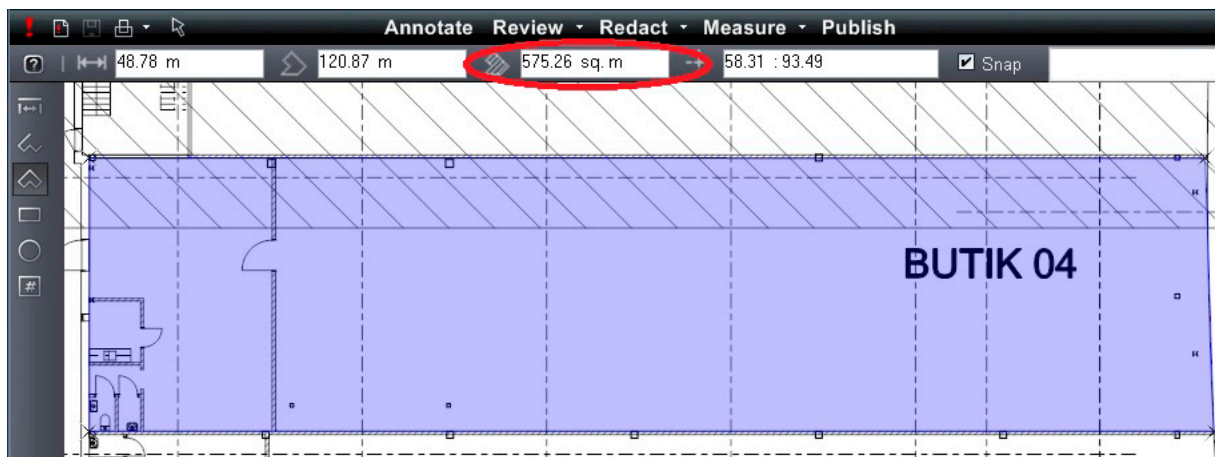 Annotate Review Redact Measure Publish
48.78 m 120.87 m 575.26 sq. m 58.31 : 93.49 Snap
BUTIK 04